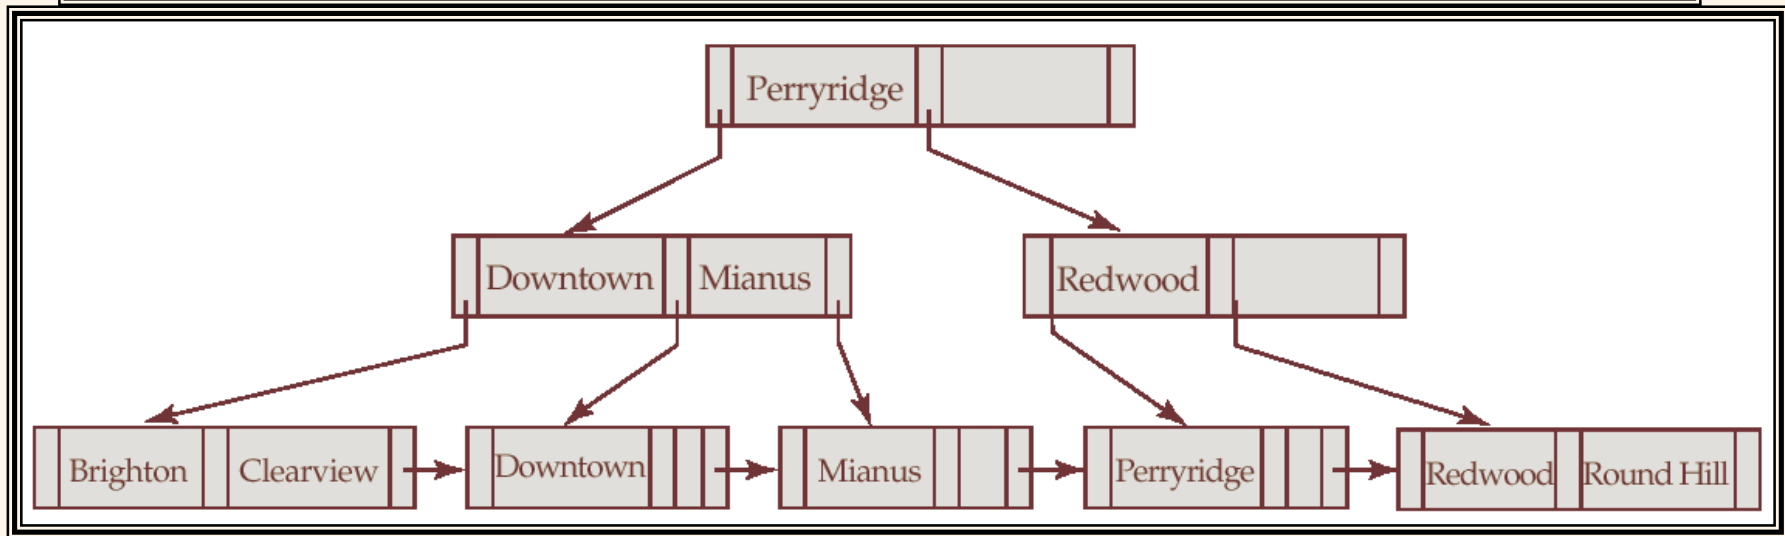 Perryridge
Downtown Mianus
Redwood
Brighton Clearview
Downtown
Mianus
Perryridge
Redwood Round Hill